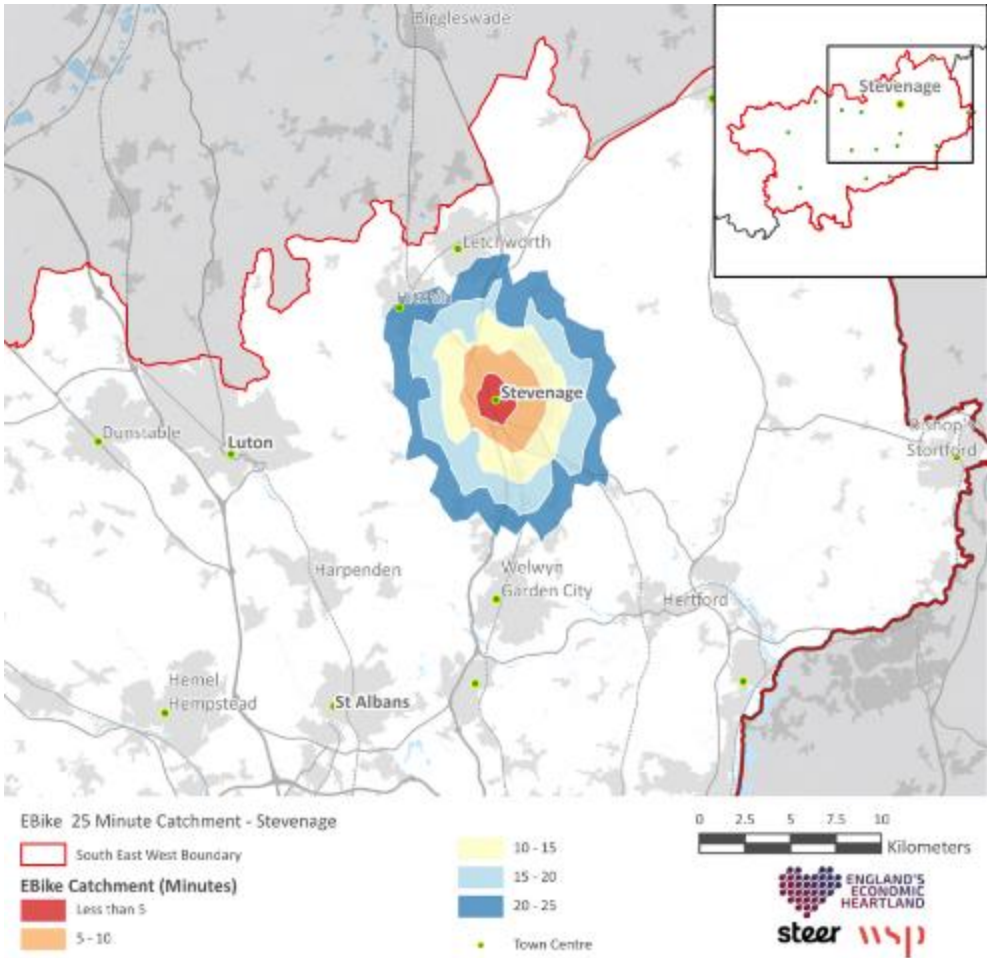 Biggleswade
Stevenage
Letchworth
Hitchin
Stevenage
Dunstable
Luton
Bishop's
Stortford
Harpenden
Welwyn
Garden City
Hertford
Hemel
Hempstead
St Albans
EBike 25 Minute Catchment - Stevenage
South East West Boundary
EBike Catchment (Minutes)
Less than 5
5 - 10
10 - 15
15 - 20
20 - 25
Town Centre
0 2.5 5 7.5 10
Kilometers
ENGLAND'S
ECONOMIC
HEARTLAND
steer wsp